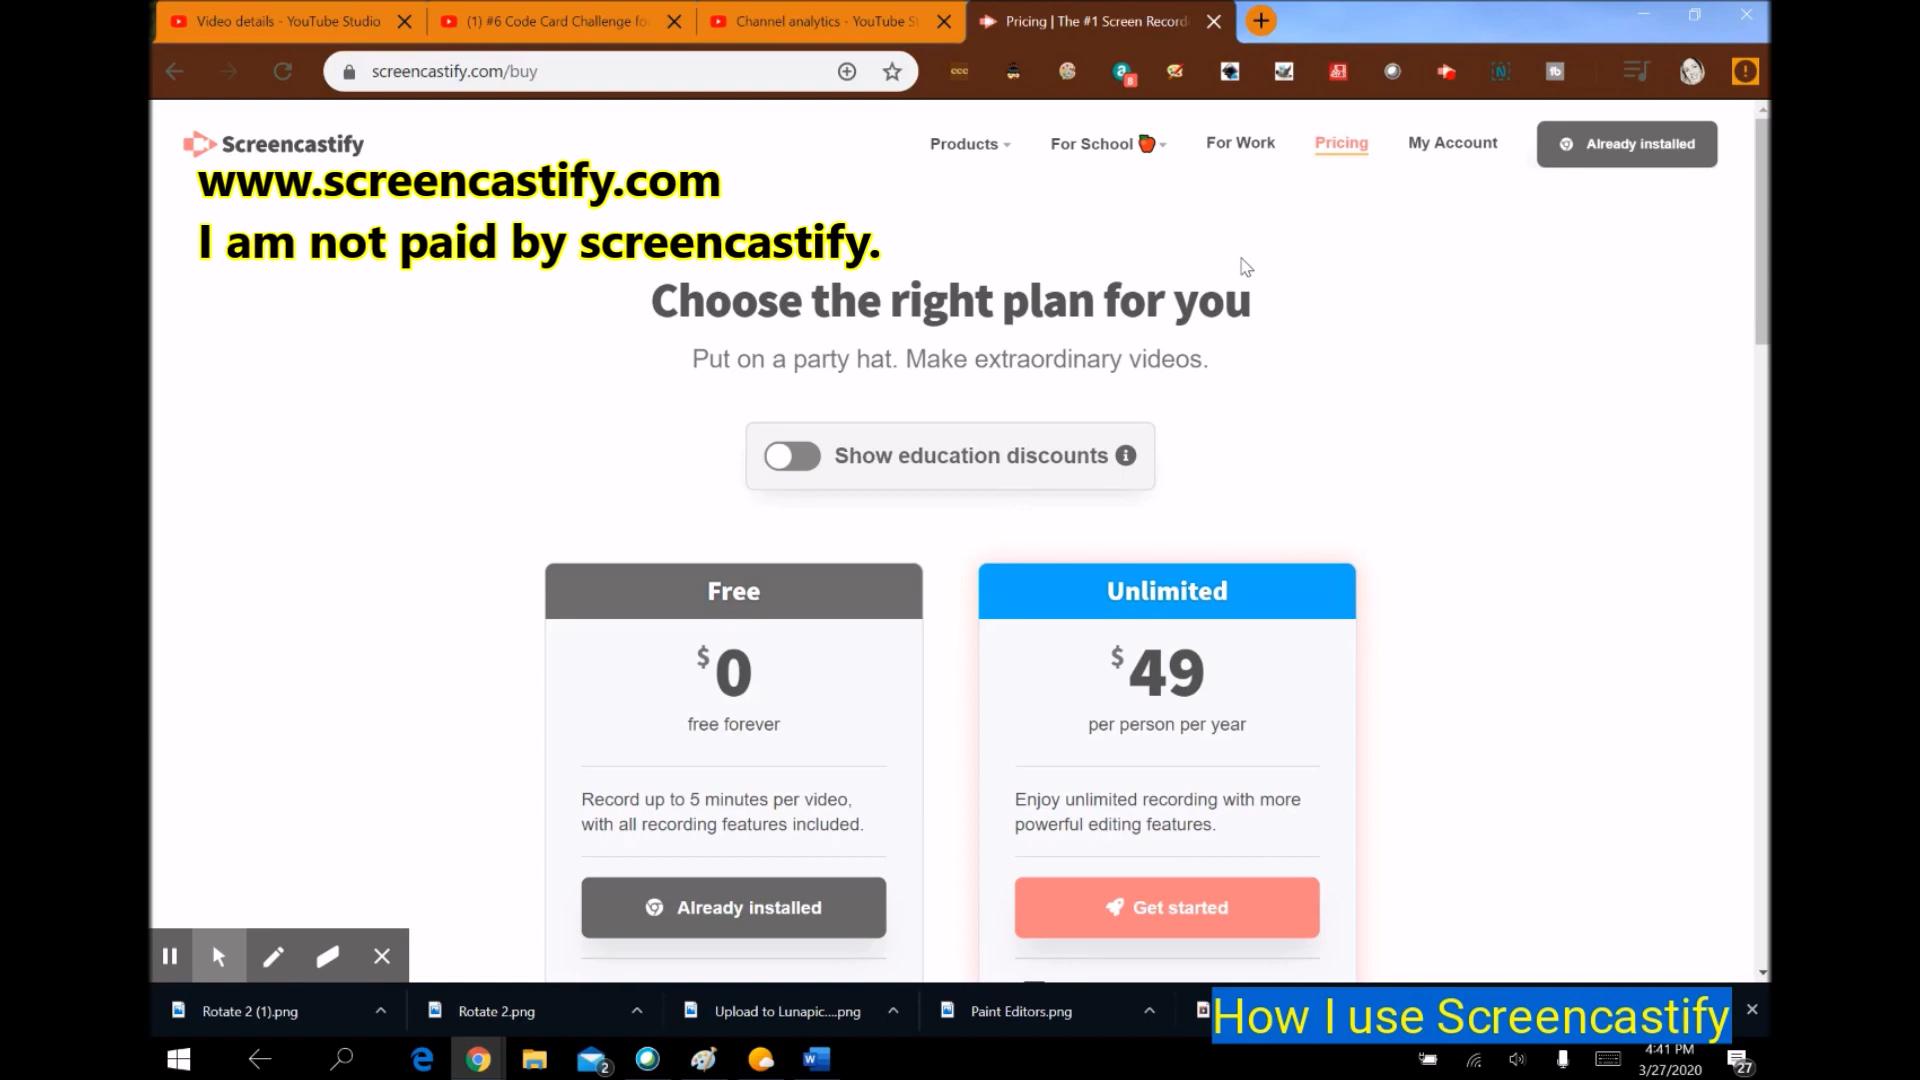 Video details - YouTube Studio
(1) #6 Code Card Challenge fo
Channel analytics - YouTube S
Pricing | The #1 Screen Record
screencastify.com/buy
Screencastify
Products
For School
For Work
Pricing
My Account
Already installed
www.screencastify.com
I am not paid by screencastify.
Choose the right plan for you
Put on a party hat. Make extraordinary videos.
Show education discounts
Free
$0
free forever
Record up to 5 minutes per video,
with all recording features included.
Already installed
Unlimited
$49
per person per year
Enjoy unlimited recording with more
powerful editing features.
Get started
Rotate 2 (1).png
Rotate 2.png
Upload to Lunapic....png
Paint Editors.png
How I use Screencastify
2
4:41 PM
3/27/2020
27